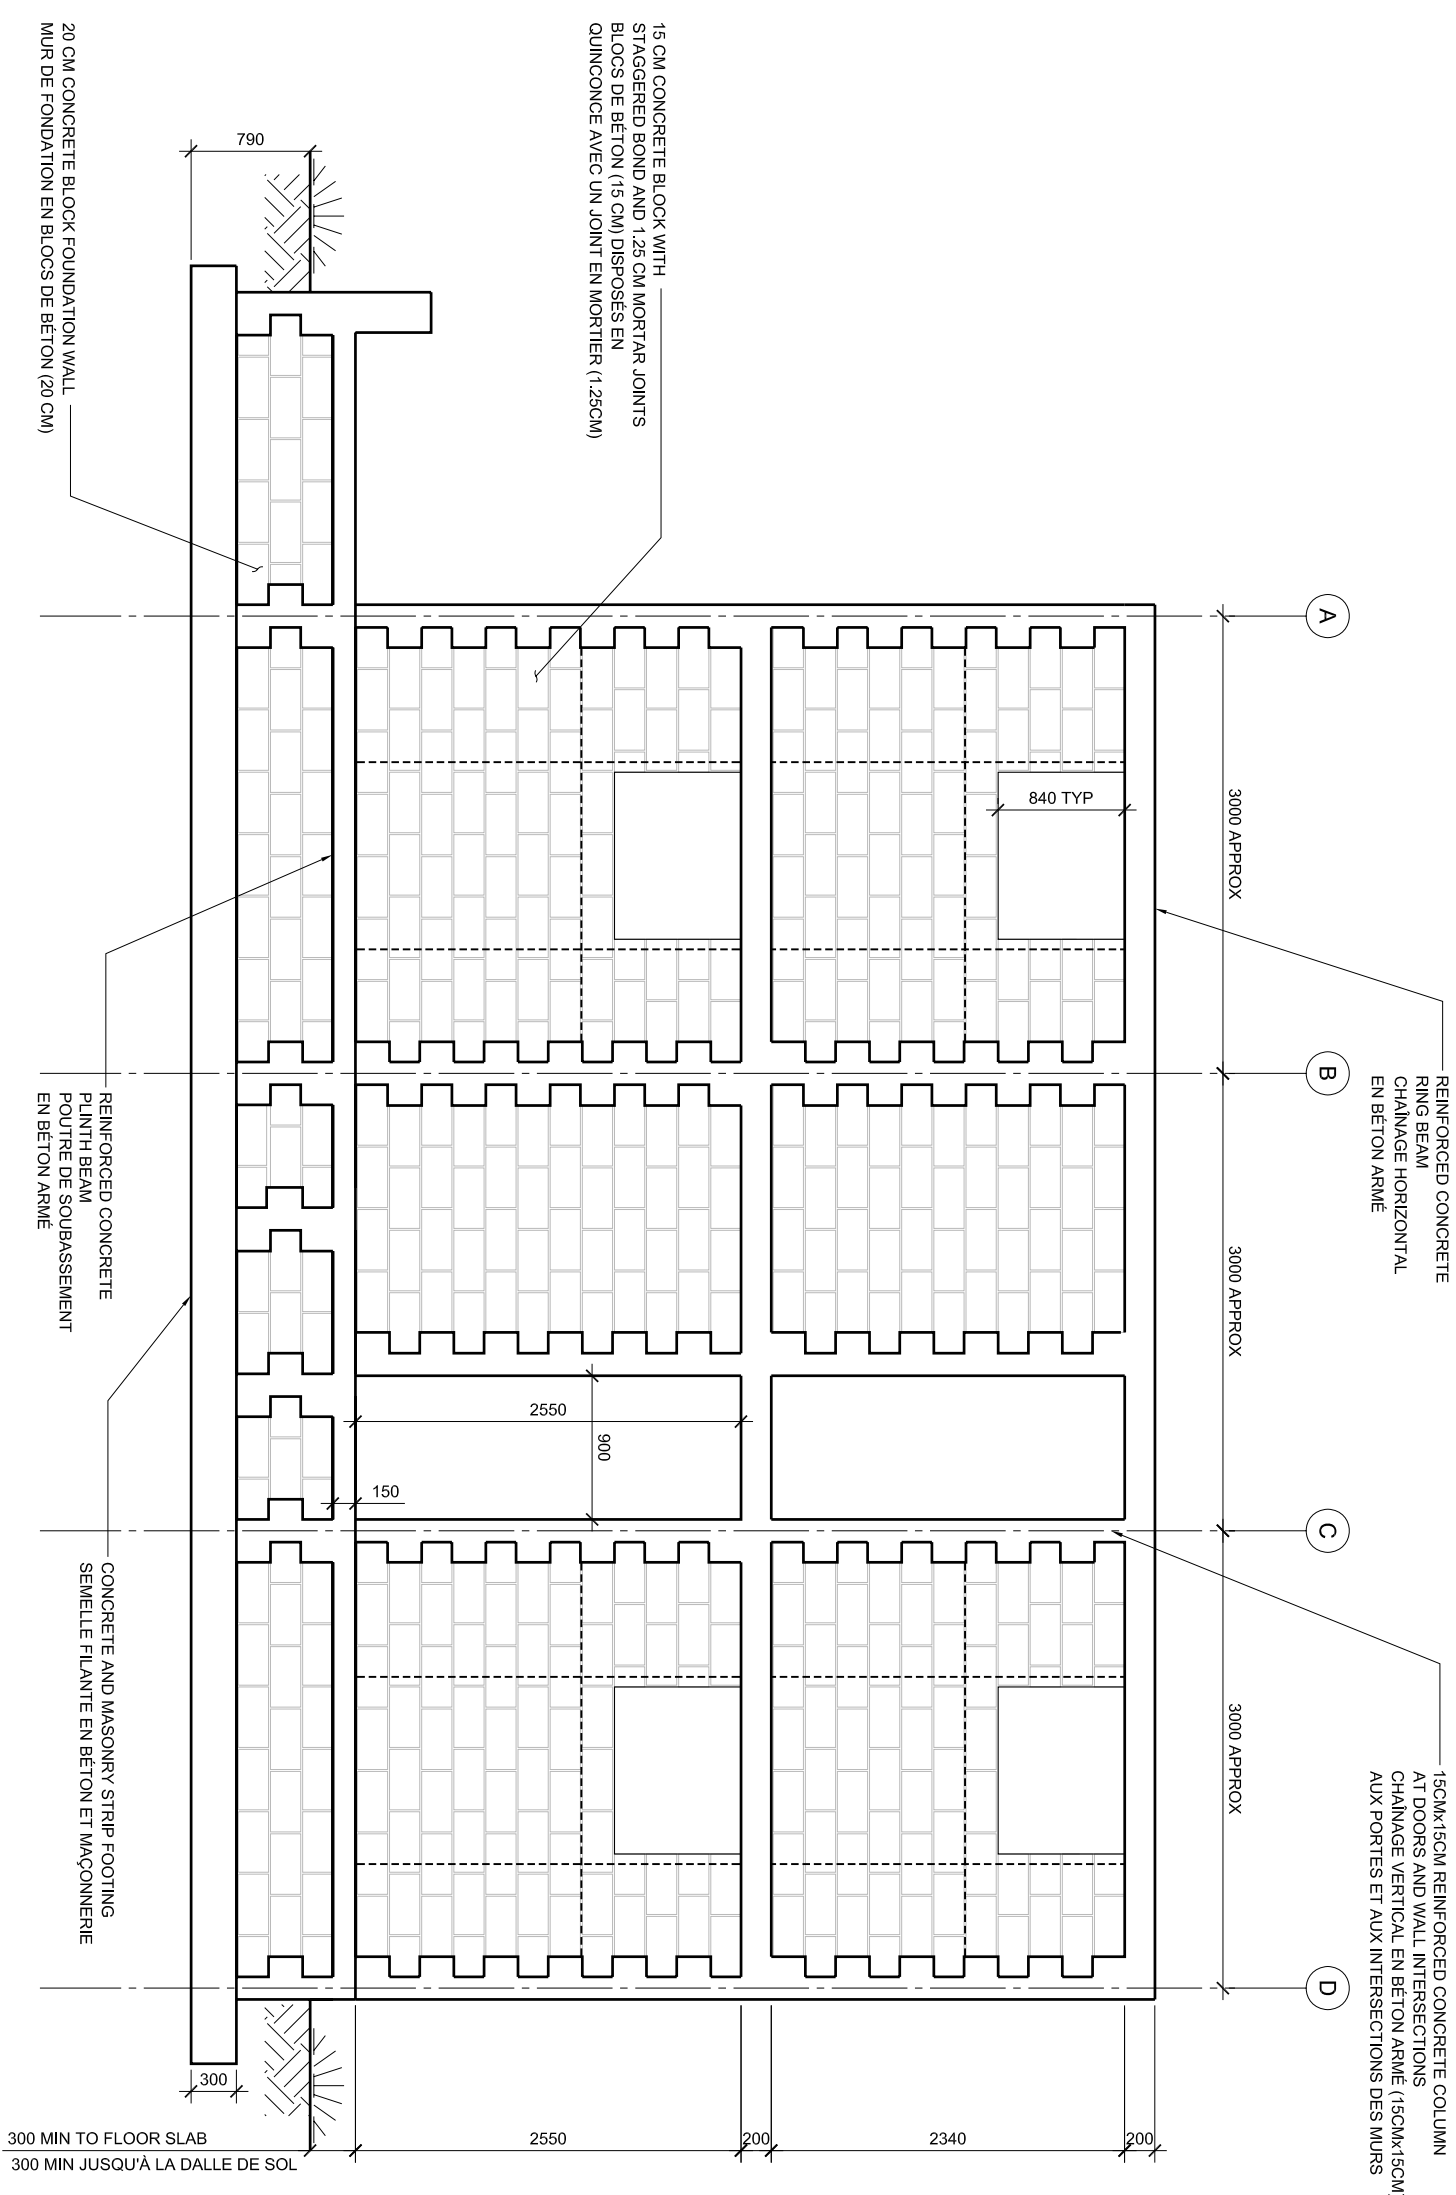 15 CM CONCRETE BLOCK WITH
STAGGERED BOND AND 1.25 CM MORTAR JOINTS
BLOCS DE BÉTON (15 CM) DISPOSÉS EN
QUINCONCE AVEC UN JOINT EN MORTIER (1.25CM)
20 CM CONCRETE BLOCK FOUNDATION WALL
MUR DE FONDATION EN BLOCS DE BÉTON (20 CM)
790
A
B
C
D
3000 APPROX
3000 APPROX
3000 APPROX
REINFORCED CONCRETE
RING BEAM
CHAÎNAGE HORIZONTAL
EN BÉTON ARMÉ
15CMx15CM REINFORCED CONCRETE COLUMN
AT DOORS AND WALL INTERSECTIONS
CHAÎNAGE VERTICAL EN BÉTON ARMÉ (15CMx15CM)
AUX PORTES ET AUX INTERSECTIONS DES MURS
840 TYP
2550
900
150
REINFORCED CONCRETE
PLINTH BEAM
POUTRE DE SOUBASSEMENT
EN BÉTON ARMÉ
CONCRETE AND MASONRY STRIP FOOTING
SEMELLE FILANTE EN BÉTON ET MAÇONNERIE
200
2340
200
2550
300
300 MIN TO FLOOR SLAB
300 MIN JUSQU'À LA DALLE DE SOL